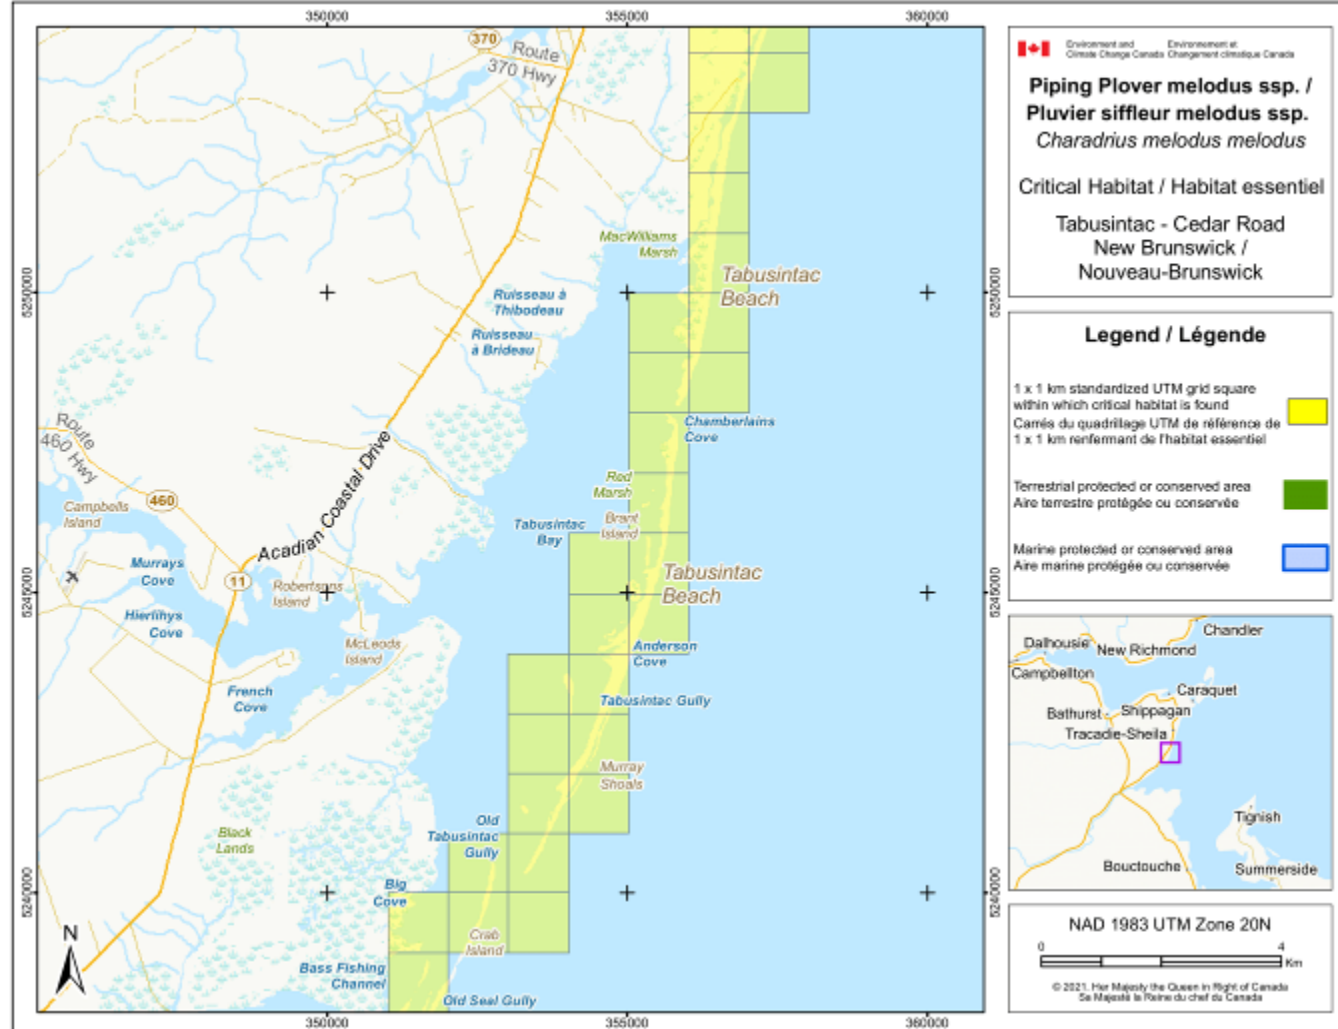 350000
355000
360000
370
Route
370 Hwy
MacWilliams
Marsh
Tabusintac
Beach
5250000
5250000
Ruisseau à
Thibodeau
Ruisseau
à Brideau
Route
460 Hwy
Chamberlains
Cove
Acadian Coastal Drive
Red
Marsh
460
Campbells
Island
Brant
Island
Tabusintac
Bay
Murrays
Cove
11
Robertsons
Island
Tabusintac
Beach
5245000
5245000
Hierlihys
Cove
McLeods
Island
Anderson
Cove
French
Cove
Tabusintac Gully
Murray
Shoals
Black
Lands
Old
Tabusintac
Gully
Big
Cove
5240000
5240000
Crab
Island
N
Bass Fishing
Channel
Old Seal Gully
350000
355000
360000
Environment and
Climate Change Canada
Environnement et
Changement climatique Canada
Piping Plover melodus ssp. /
Pluvier siffleur melodus ssp.
Charadrius melodus melodus
Critical Habitat / Habitat essentiel
Tabusintac - Cedar Road
New Brunswick /
Nouveau-Brunswick
Legend / Légende
1 x 1 km standardized UTM grid square
within which critical habitat is found
Carrés du quadrillage UTM de référence de
1 x 1 km renfermant de l'habitat essentiel
Terrestrial protected or conserved area
Aire terrestre protégée ou conservée
Marine protected or conserved area
Aire marine protégée ou conservée
Chandler
Dalhousie
New Richmond
Campbellton
Caraquet
Bathurst
Shippagan
Tracadie-Sheila
Tignish
Bouctouche
Summerside
NAD 1983 UTM Zone 20N
0
4
Km
© 2021. Her Majesty the Queen in Right of Canada
Sa Majesté la Reine du chef du Canada